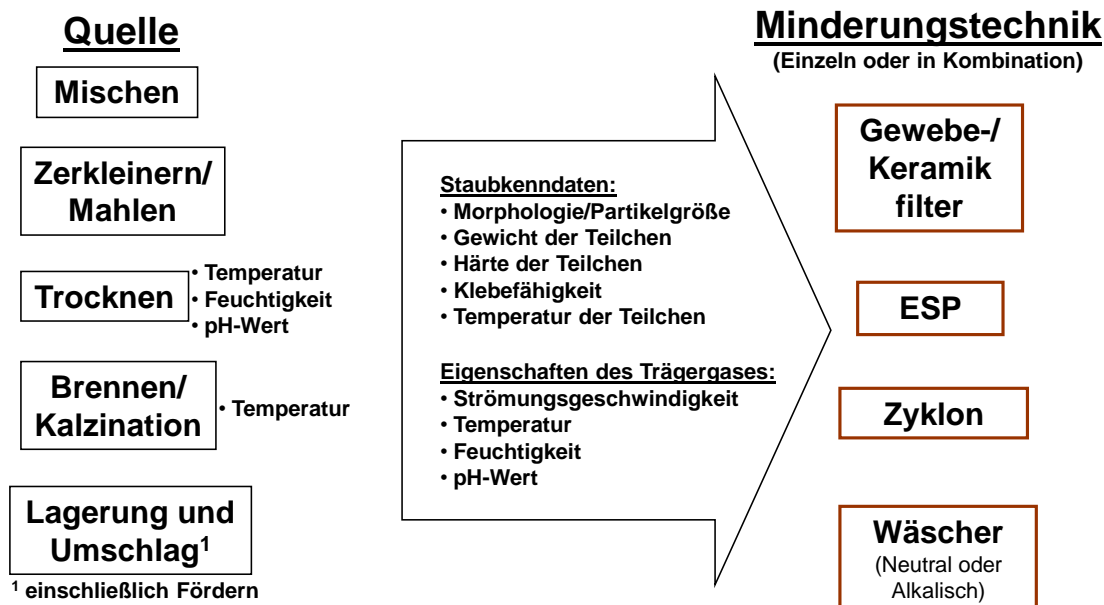 Quelle
Mischen
Zerkleinern/
Mahlen
Trocknen
• Temperatur
• Feuchtigkeit
• pH-Wert
Brennen/
Kalzination
• Temperatur
Lagerung und
Umschlag¹
¹ einschließlich Fördern
Staubkenndaten:
• Morphologie/Partikelgröße
• Gewicht der Teilchen
• Härte der Teilchen
• Klebefähigkeit
• Temperatur der Teilchen
Eigenschaften des Trägergases:
• Strömungsgeschwindigkeit
• Temperatur
• Feuchtigkeit
• pH-Wert
Minderungstechnik
(Einzeln oder in Kombination)
Gewebe-/
Keramik
filter
ESP
Zyklon
Wäscher
(Neutral oder
Alkalisch)